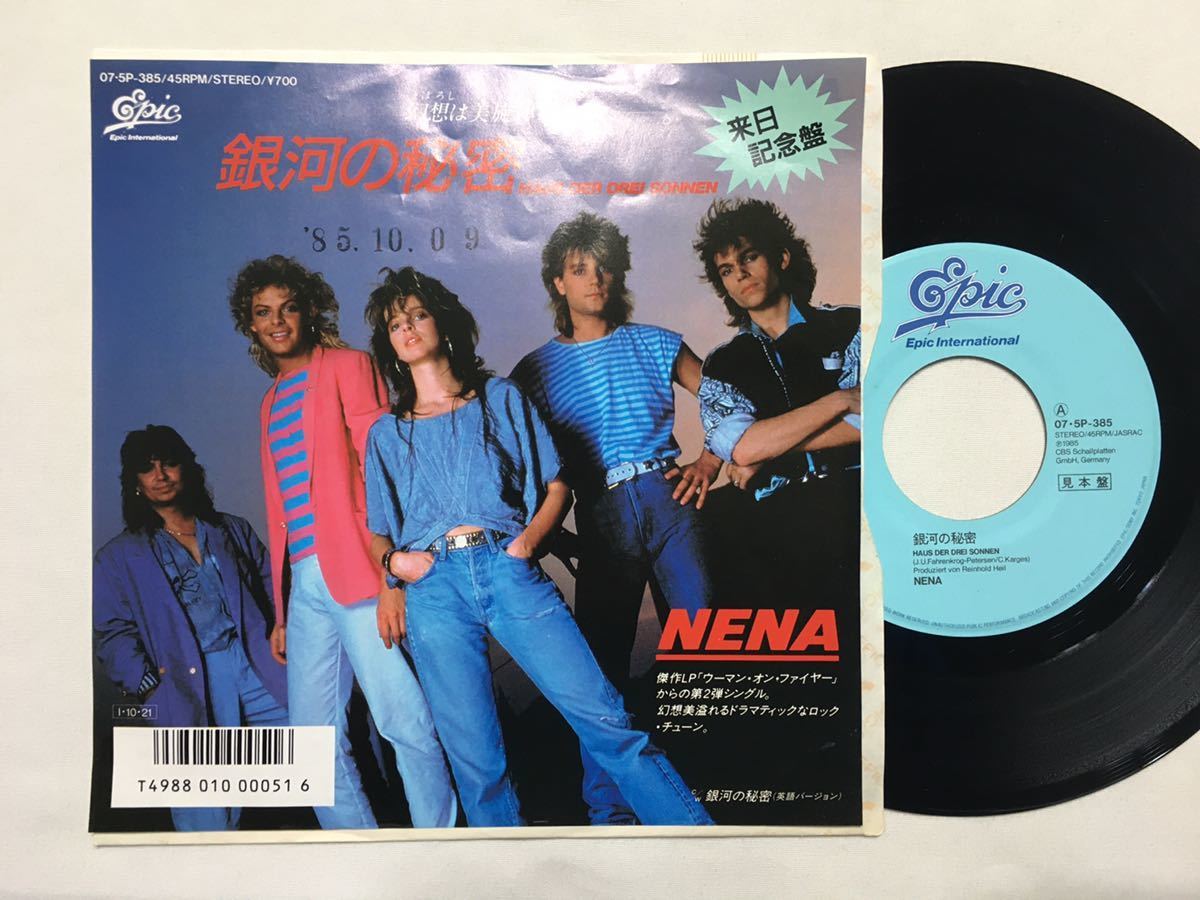 07・5P-385/45RPM/STEREO/¥700
Epic
Epic International
まぼろし
幻想は美旋
来日
記念盤
銀河の秘密
HAUS DER DREI SONNEN
'85.10.09
NENA
傑作LP「ウーマン・オン・ファイヤー」
からの第2弾シングル。
幻想美溢れるドラマティックなロック
・チューン。
I・10・21
T4988 010 00051 6
c/w 銀河の秘密(英語バージョン)
Epic
Epic International
A
07・5P-385
STEREO/45RPM/JASRAC
℗1985
CBS Schallplatten
GmbH, Germany
見本盤
銀河の秘密
HAUS DER DREI SONNEN
(J.U.Fahrenkrog-Petersen/C.Karges)
Produziert von Reinhold Heil
NENA